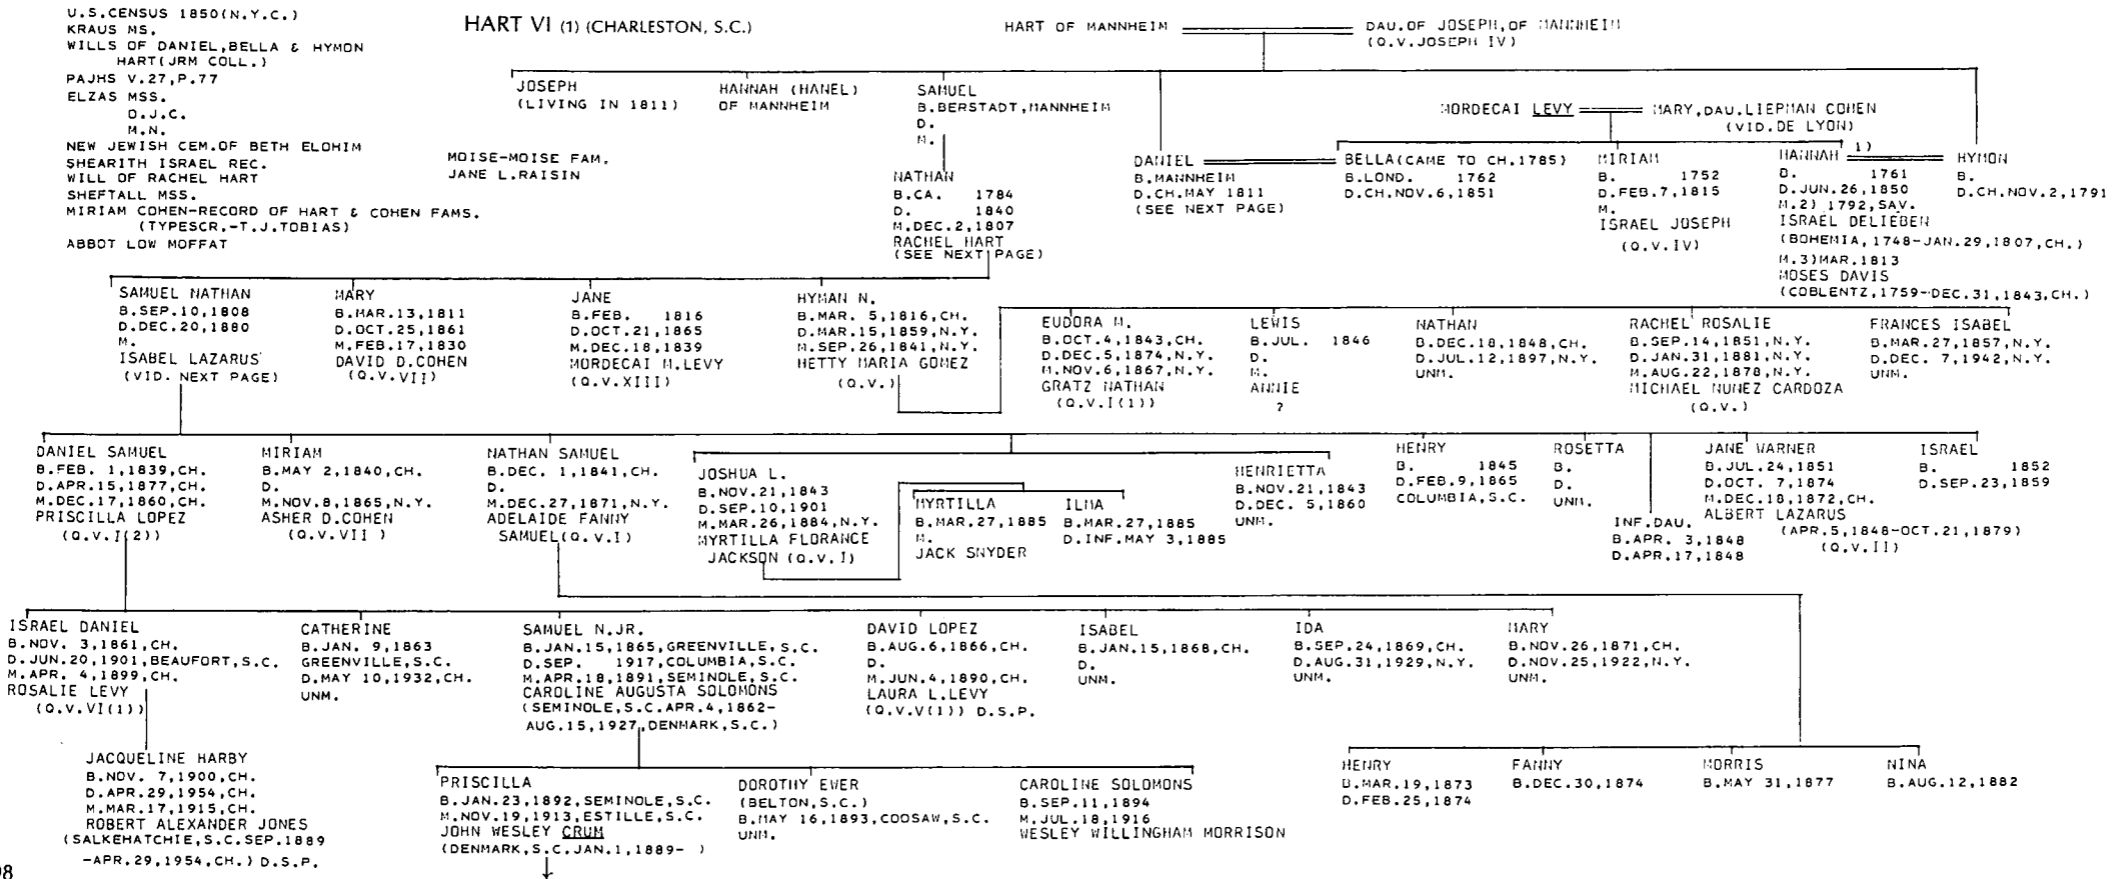 U.S.CENSUS 1850(N.Y.C.)
KRAUS MS.
WILLS OF DANIEL,BELLA & HYMON
HART(JRM COLL.)
PAJHS V.27,P.77
ELZAS MSS.
D.J.C.
M.N.
NEW JEWISH CEM.OF BETH ELOHIM
SHEARITH ISRAEL REC.
WILL OF RACHEL HART
SHEFTALL MSS.
MIRIAM COHEN-RECORD OF HART & COHEN FAMS.
(TYPESCR.-T.J.TOBIAS)
ABBOT LOW MOFFAT
MOISE-MOISE FAM.
JANE L.RAISIN
HART VI (1) (CHARLESTON, S.C.)
HART OF MANNHEIM
DAU.OF JOSEPH,OF MANNHEIM
(Q.V.JOSEPH IV)
JOSEPH
(LIVING IN 1811)
HANNAH (HANEL)
OF MANNHEIM
SAMUEL
B.BERSTADT,MANNHEIM
D.
M.
MORDECAI LEVY
MARY,DAU.LIEPMAN COHEN
(VID.DE LYON)
NATHAN
B.CA. 1784
D. 1840
M.DEC.2,1807
RACHEL HART
(SEE NEXT PAGE)
DANIEL
B.MANNHEIM
D.CH.MAY 1811
(SEE NEXT PAGE)
BELLA(CAME TO CH.1785)
B.LOND. 1762
D.CH.NOV.6,1851
MIRIAM
B. 1752
D.FEB.7,1815
M.
ISRAEL JOSEPH
(Q.V.IV)
HANNAH 1)
B. 1761
D.JUN.26,1850
M.2) 1792,SAV.
ISRAEL DELIEBEN
(BOHEMIA,1748-JAN.29,1807,CH.)
M.3)MAR.1813
MOSES DAVIS
(COBLENTZ,1759-DEC.31,1843,CH.)
HYMON
B.
D.CH.NOV.2,1791
SAMUEL NATHAN
B.SEP.10,1808
D.DEC.20,1880
M.
ISABEL LAZARUS
(VID. NEXT PAGE)
MARY
B.MAR.13,1811
D.OCT.25,1861
M.FEB.17,1830
DAVID D.COHEN
(Q.V.VII)
JANE
B.FEB. 1816
D.OCT.21,1865
M.DEC.18,1839
MORDECAI M.LEVY
(Q.V.XIII)
HYMAN N.
B.MAR. 5,1816,CH.
D.MAR.15,1859,N.Y.
M.SEP.26,1841,N.Y.
HETTY MARIA GOMEZ
(Q.V.)
EUDORA M.
B.OCT.4,1843,CH.
D.DEC.5,1874,N.Y.
M.NOV.6,1867,N.Y.
GRATZ NATHAN
(Q.V.I(1))
LEWIS
B.JUL. 1846
D.
M.
ANNIE
?
NATHAN
B.DEC.18,1848,CH.
D.JUL.12,1897,N.Y.
UNM.
RACHEL ROSALIE
B.SEP.14,1851,N.Y.
D.JAN.31,1881,N.Y.
M.AUG.22,1878,N.Y.
MICHAEL NUNEZ CARDOZA
(Q.V.)
FRANCES ISABEL
B.MAR.27,1857,N.Y.
D.DEC. 7,1942,N.Y.
UNM.
DANIEL SAMUEL
B.FEB. 1,1839,CH.
D.APR.15,1877,CH.
M.DEC.17,1860,CH.
PRISCILLA LOPEZ
(Q.V.I(2))
MIRIAM
B.MAY 2,1840,CH.
D.
M.NOV.8,1865,N.Y.
ASHER D.COHEN
(Q.V.VII )
NATHAN SAMUEL
B.DEC. 1,1841,CH.
D.
M.DEC.27,1871,N.Y.
ADELAIDE FANNY
SAMUEL(Q.V.I)
JOSHUA L.
B.NOV.21,1843
D.SEP.10,1901
M.MAR.26,1884,N.Y.
MYRTILLA FLORANCE
JACKSON (Q.V.I)
MYRTILLA
B.MAR.27,1885
M.
JACK SNYDER
ILMA
B.MAR.27,1885
D.INF.MAY 3,1885
HENRIETTA
B.NOV.21,1843
D.DEC. 5,1860
UNM.
HENRY
B. 1845
D.FEB.9,1865
COLUMBIA,S.C.
ROSETTA
B.
D.
UNM.
INF.DAU.
B.APR. 3,1848
D.APR.17,1848
JANE WARNER
B.JUL.24,1851
D.OCT. 7,1874
M.DEC.18,1872,CH.
ALBERT LAZARUS
(APR.5,1848-OCT.21,1879)
(Q.V.II)
ISRAEL
B. 1852
D.SEP.23,1859
ISRAEL DANIEL
B.NOV. 3,1861,CH.
D.JUN.20,1901,BEAUFORT,S.C.
M.APR. 4,1899,CH.
ROSALIE LEVY
(Q.V.VI(1))
CATHERINE
B.JAN. 9,1863
GREENVILLE,S.C.
D.MAY 10,1932,CH.
UNM.
SAMUEL N.JR.
B.JAN.15,1865,GREENVILLE,S.C.
D.SEP. 1917,COLUMBIA,S.C.
M.APR.18,1891,SEMINOLE,S.C.
CAROLINE AUGUSTA SOLOMONS
(SEMINOLE,S.C.APR.4,1862-
AUG.15,1927,DENMARK,S.C.)
DAVID LOPEZ
B.AUG.6,1866,CH.
D.
M.JUN.4,1890,CH.
LAURA L.LEVY
(Q.V.V(1)) D.S.P.
ISABEL
B.JAN.15,1868,CH.
D.
UNM.
IDA
B.SEP.24,1869,CH.
D.AUG.31,1929,N.Y.
UNM.
MARY
B.NOV.26,1871,CH.
D.NOV.25,1922,N.Y.
UNM.
JACQUELINE HARBY
B.NOV. 7,1900,CH.
D.APR.29,1954,CH.
M.MAR.17,1915,CH.
ROBERT ALEXANDER JONES
(SALKEHATCHIE,S.C.SEP.1889
-APR.29,1954,CH.) D.S.P.
PRISCILLA
B.JAN.23,1892,SEMINOLE,S.C.
M.NOV.19,1913,ESTILLE,S.C.
JOHN WESLEY CRUM
(DENMARK,S.C.JAN.1,1889- )
DOROTHY EWER
(BELTON,S.C.)
B.MAY 16,1893,COOSAW,S.C.
UNM.
CAROLINE SOLOMONS
B.SEP.11,1894
M.JUL.18,1916
WESLEY WILLINGHAM MORRISON
HENRY
B.MAR.19,1873
D.FEB.25,1874
FANNY
B.DEC.30,1874
MORRIS
B.MAY 31,1877
NINA
B.AUG.12,1882